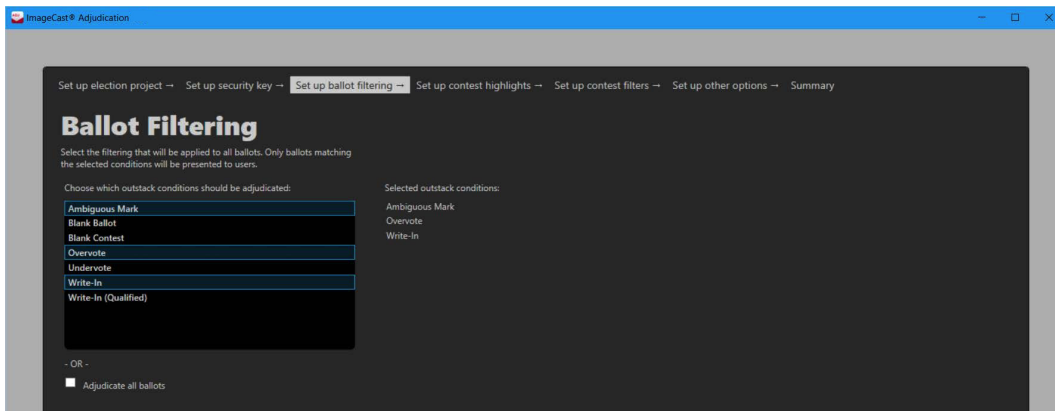 ImageCast® Adjudication
Set up election project → Set up security key → Set up ballot filtering → Set up contest highlights → Set up contest filters → Set up other options → Summary
Ballot Filtering
Select the filtering that will be applied to all ballots. Only ballots matching
the selected conditions will be presented to users.
Choose which outstack conditions should be adjudicated:
Ambiguous Mark
Blank Ballot
Blank Contest
Overvote
Undervote
Write-In
Write-In (Qualified)
Selected outstack conditions:
Ambiguous Mark
Overvote
Write-In
- OR -
Adjudicate all ballots